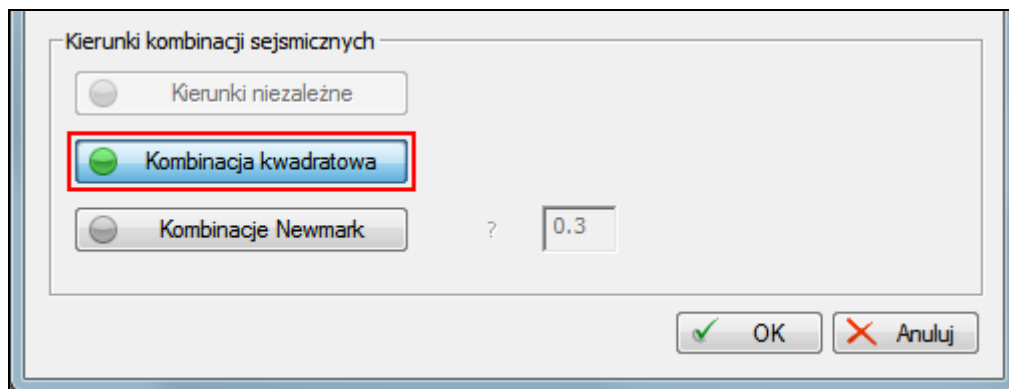 Kierunki kombinacji sejsmicznych
Kierunki niezależne
Kombinacja kwadratowa
Kombinacje Newmark ? 0.3
OK Anuluj